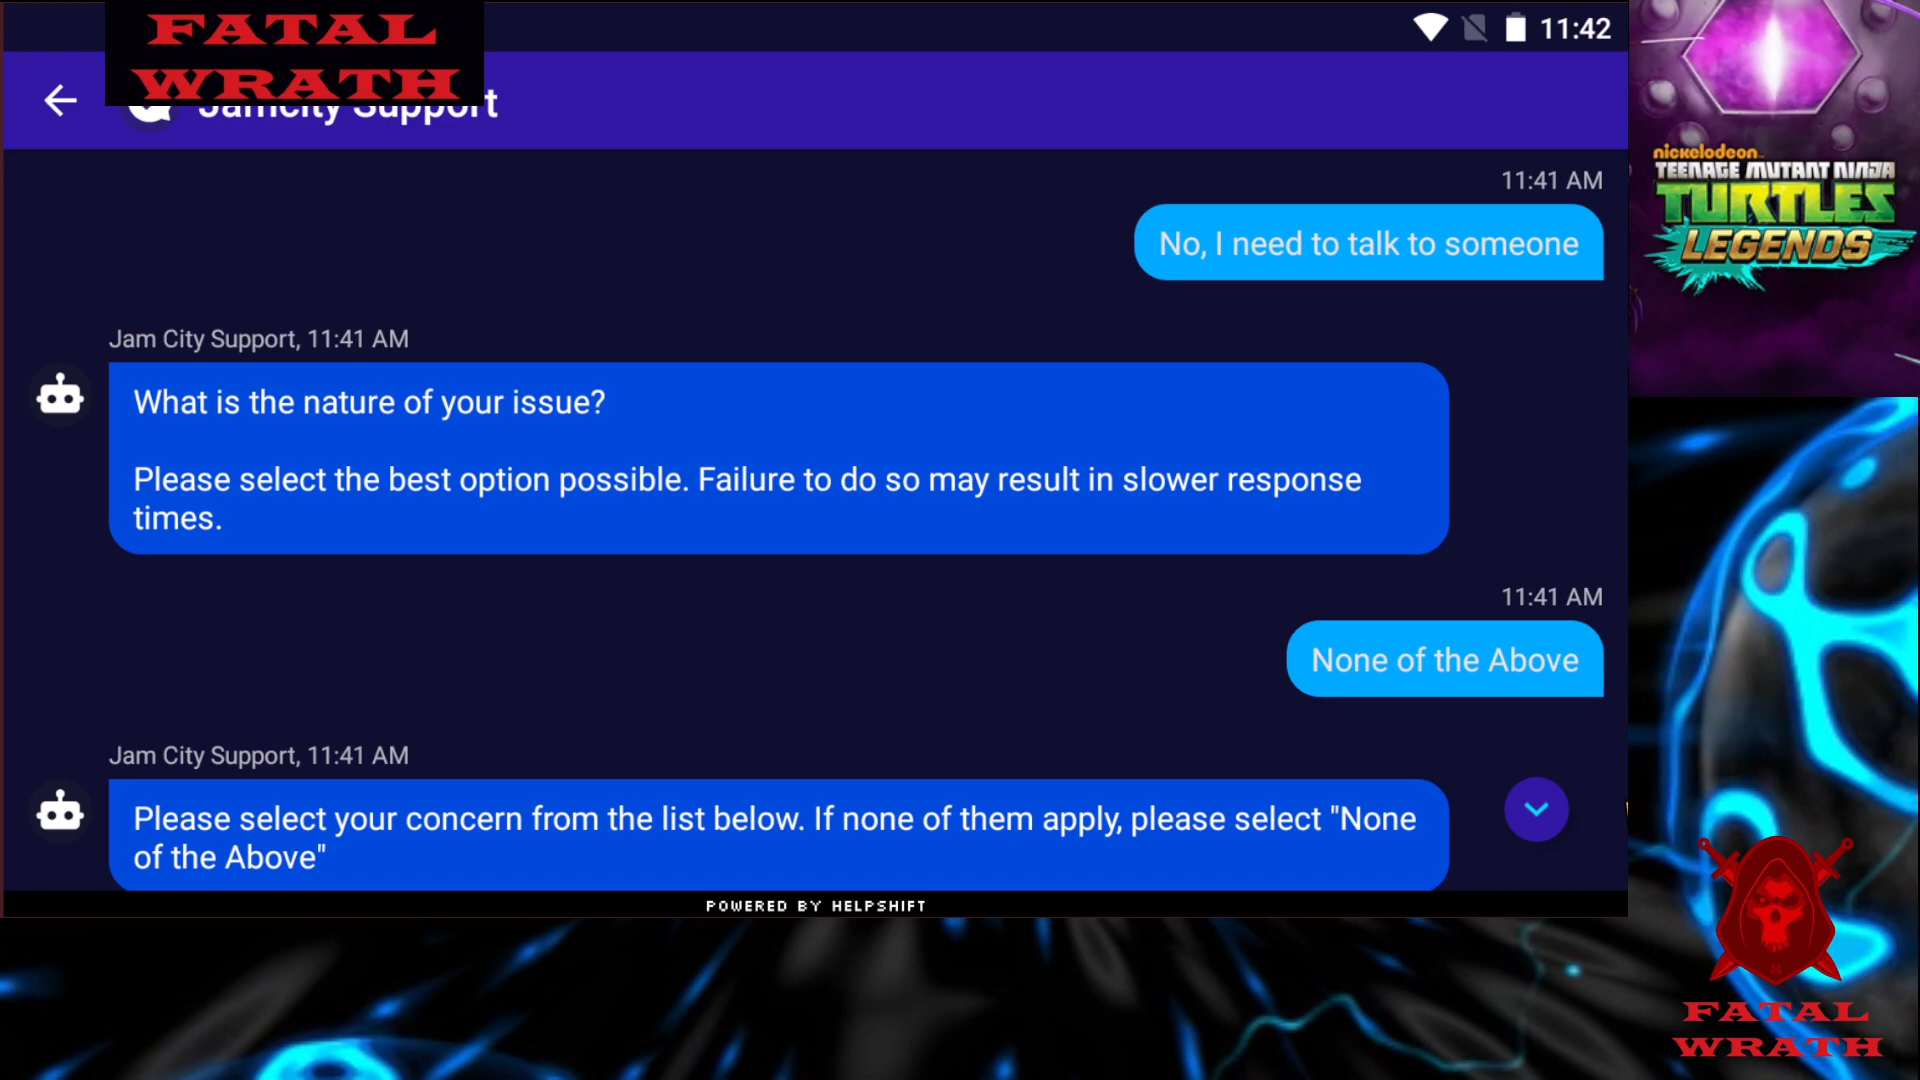 FATAL
WRATH
11:42
Jamcity Support
11:41 AM
No, I need to talk to someone
Jam City Support, 11:41 AM
What is the nature of your issue?
Please select the best option possible. Failure to do so may result in slower response
times.
11:41 AM
None of the Above
Jam City Support, 11:41 AM
Please select your concern from the list below. If none of them apply, please select "None
of the Above"
POWERED BY HELPSHIFT
nickelodeon
TEENAGE MUTANT NINJA
TURTLES
LEGENDS
FATAL
WRATH